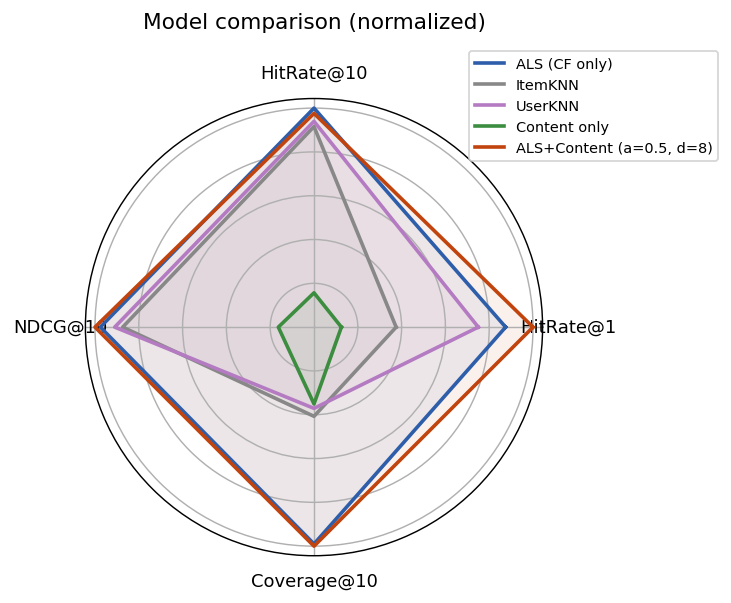 Model comparison (normalized)
HitRate@10
ALS (CF only)
ItemKNN
UserKNN
Content only
ALS+Content (a=0.5, d=8)
NDCG@10
HitRate@1
Coverage@10